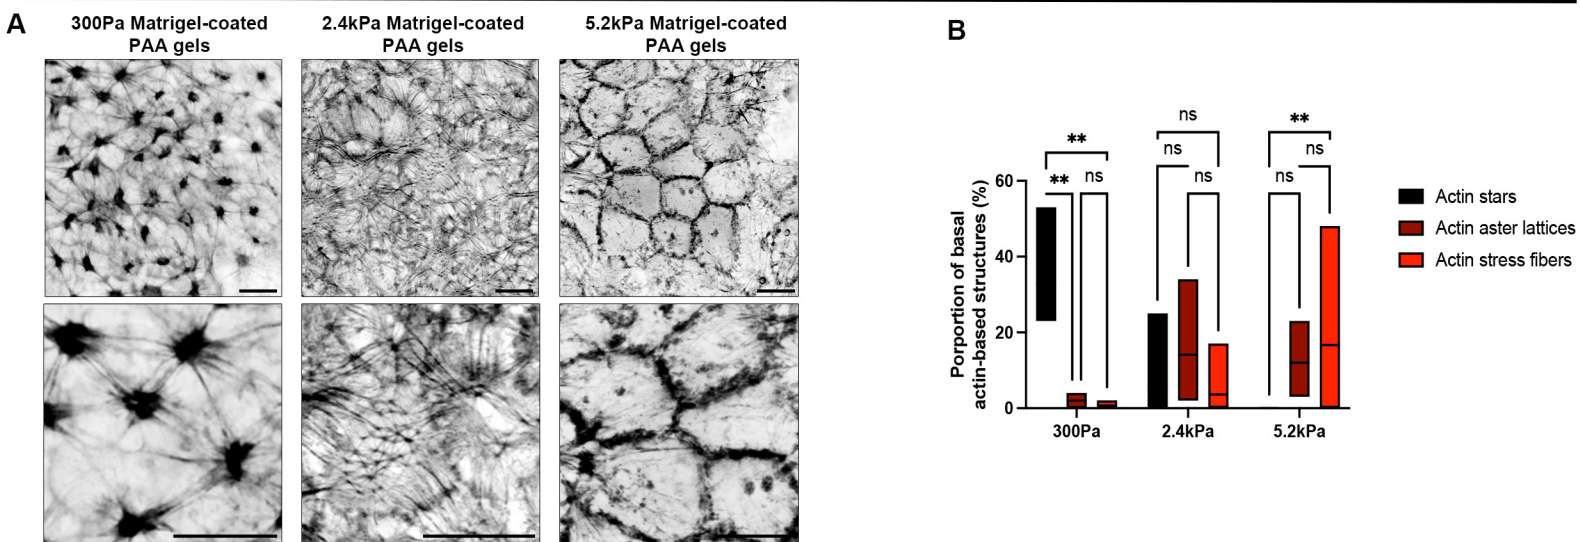 A
300Pa Matrigel-coated
PAA gels
2.4kPa Matrigel-coated
PAA gels
5.2kPa Matrigel-coated
PAA gels
B
Porportion of basal
actin-based structures (%)
60
40
20
0
**
**
ns
ns
ns
ns
**
ns
ns
300Pa
2.4kPa
5.2kPa
Actin stars
Actin aster lattices
Actin stress fibers